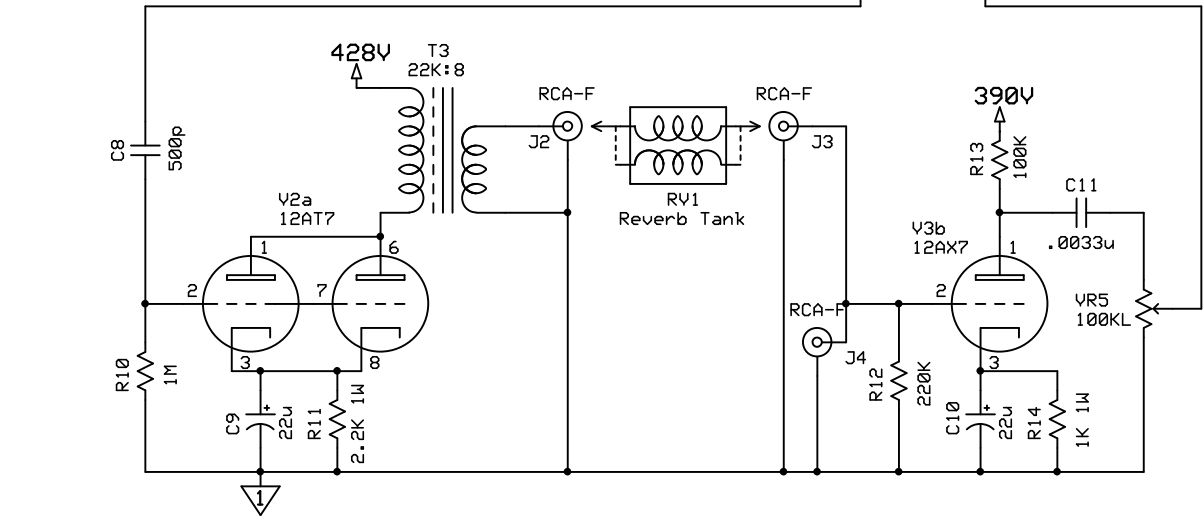 428V
T3
22K:8
RCA-F
J2
RV1
Reverb Tank
RCA-F
J3
390V
R13
100K
C8
500p
V2a
12AT7
1
6
2
7
3
8
R10
1M
C9
+
22u
R11
2.2K 1W
1
RCA-F
J4
R12
220K
V3b
12AX7
1
2
3
C11
.0033u
VR5
100KL
C10
+
22u
R14
1K 1W